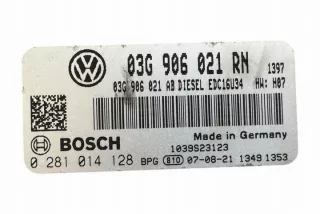 03G 906 021 RN 1397
03G 906 021 AB DIESEL EDC16U34 HW: H07
Made in Germany
BOSCH 1039S23123
0 281 014 128 BPG 810 07-08-21 1349 1353